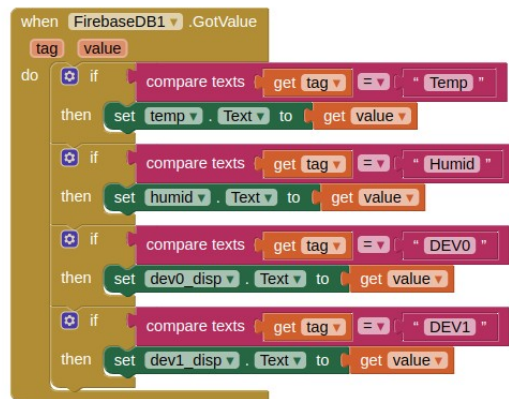 when FirebaseDB1 .GotValue
tag value
do if compare texts get tag = " Temp "
then set temp . Text to get value
if compare texts get tag = " Humid "
then set humid . Text to get value
if compare texts get tag = " DEV0 "
then set dev0_disp . Text to get value
if compare texts get tag = " DEV1 "
then set dev1_disp . Text to get value